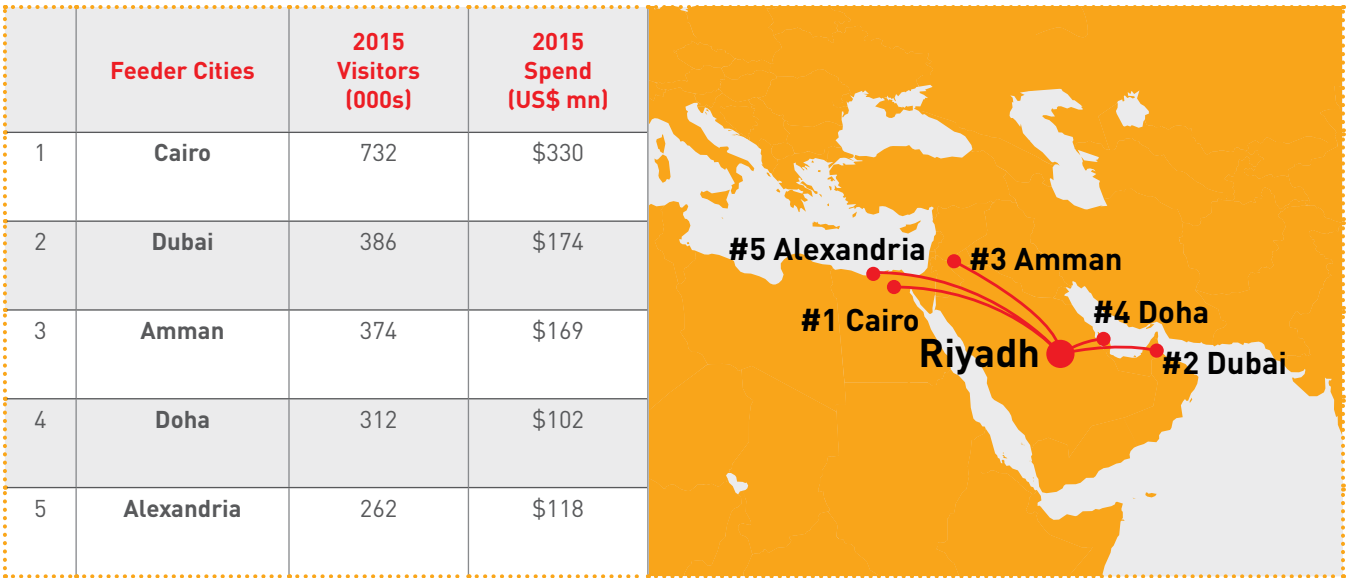 Feeder Cities
2015
Visitors
(000s)
2015
Spend
(US$ mn)
1 Cairo 732 $330
2 Dubai 386 $174
3 Amman 374 $169
4 Doha 312 $102
5 Alexandria 262 $118
#5 Alexandria
#3 Amman
#1 Cairo
#4 Doha
Riyadh
#2 Dubai